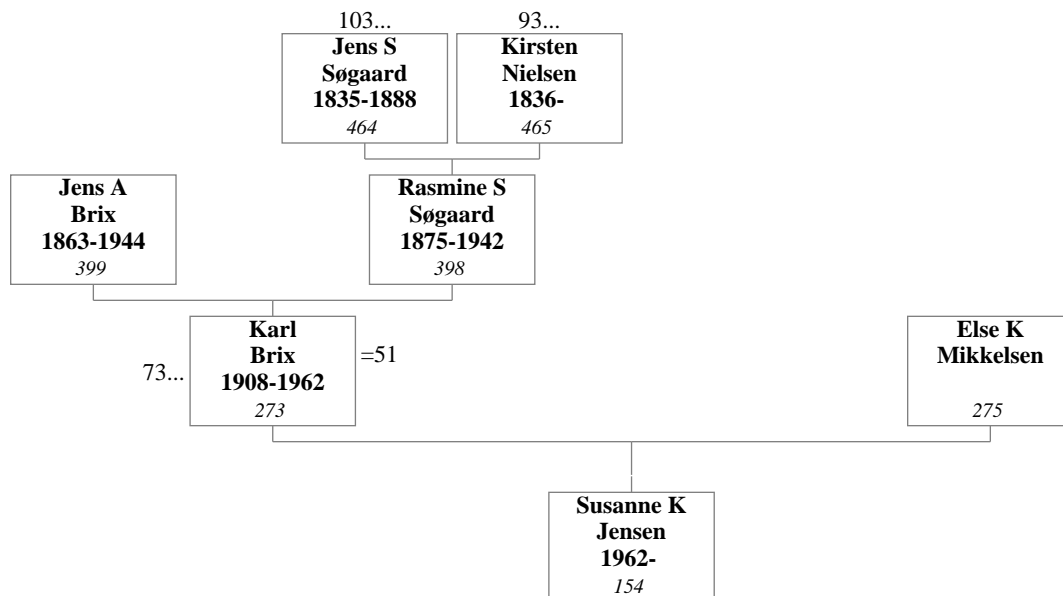 103...
Jens S
Søgaard
1835-1888
464
93...
Kirsten
Nielsen
1836-
465
Jens A
Brix
1863-1944
399
Rasmine S
Søgaard
1875-1942
398
73...
Karl
Brix
1908-1962
273
=51
Else K
Mikkelsen
275
Susanne K
Jensen
1962-
154